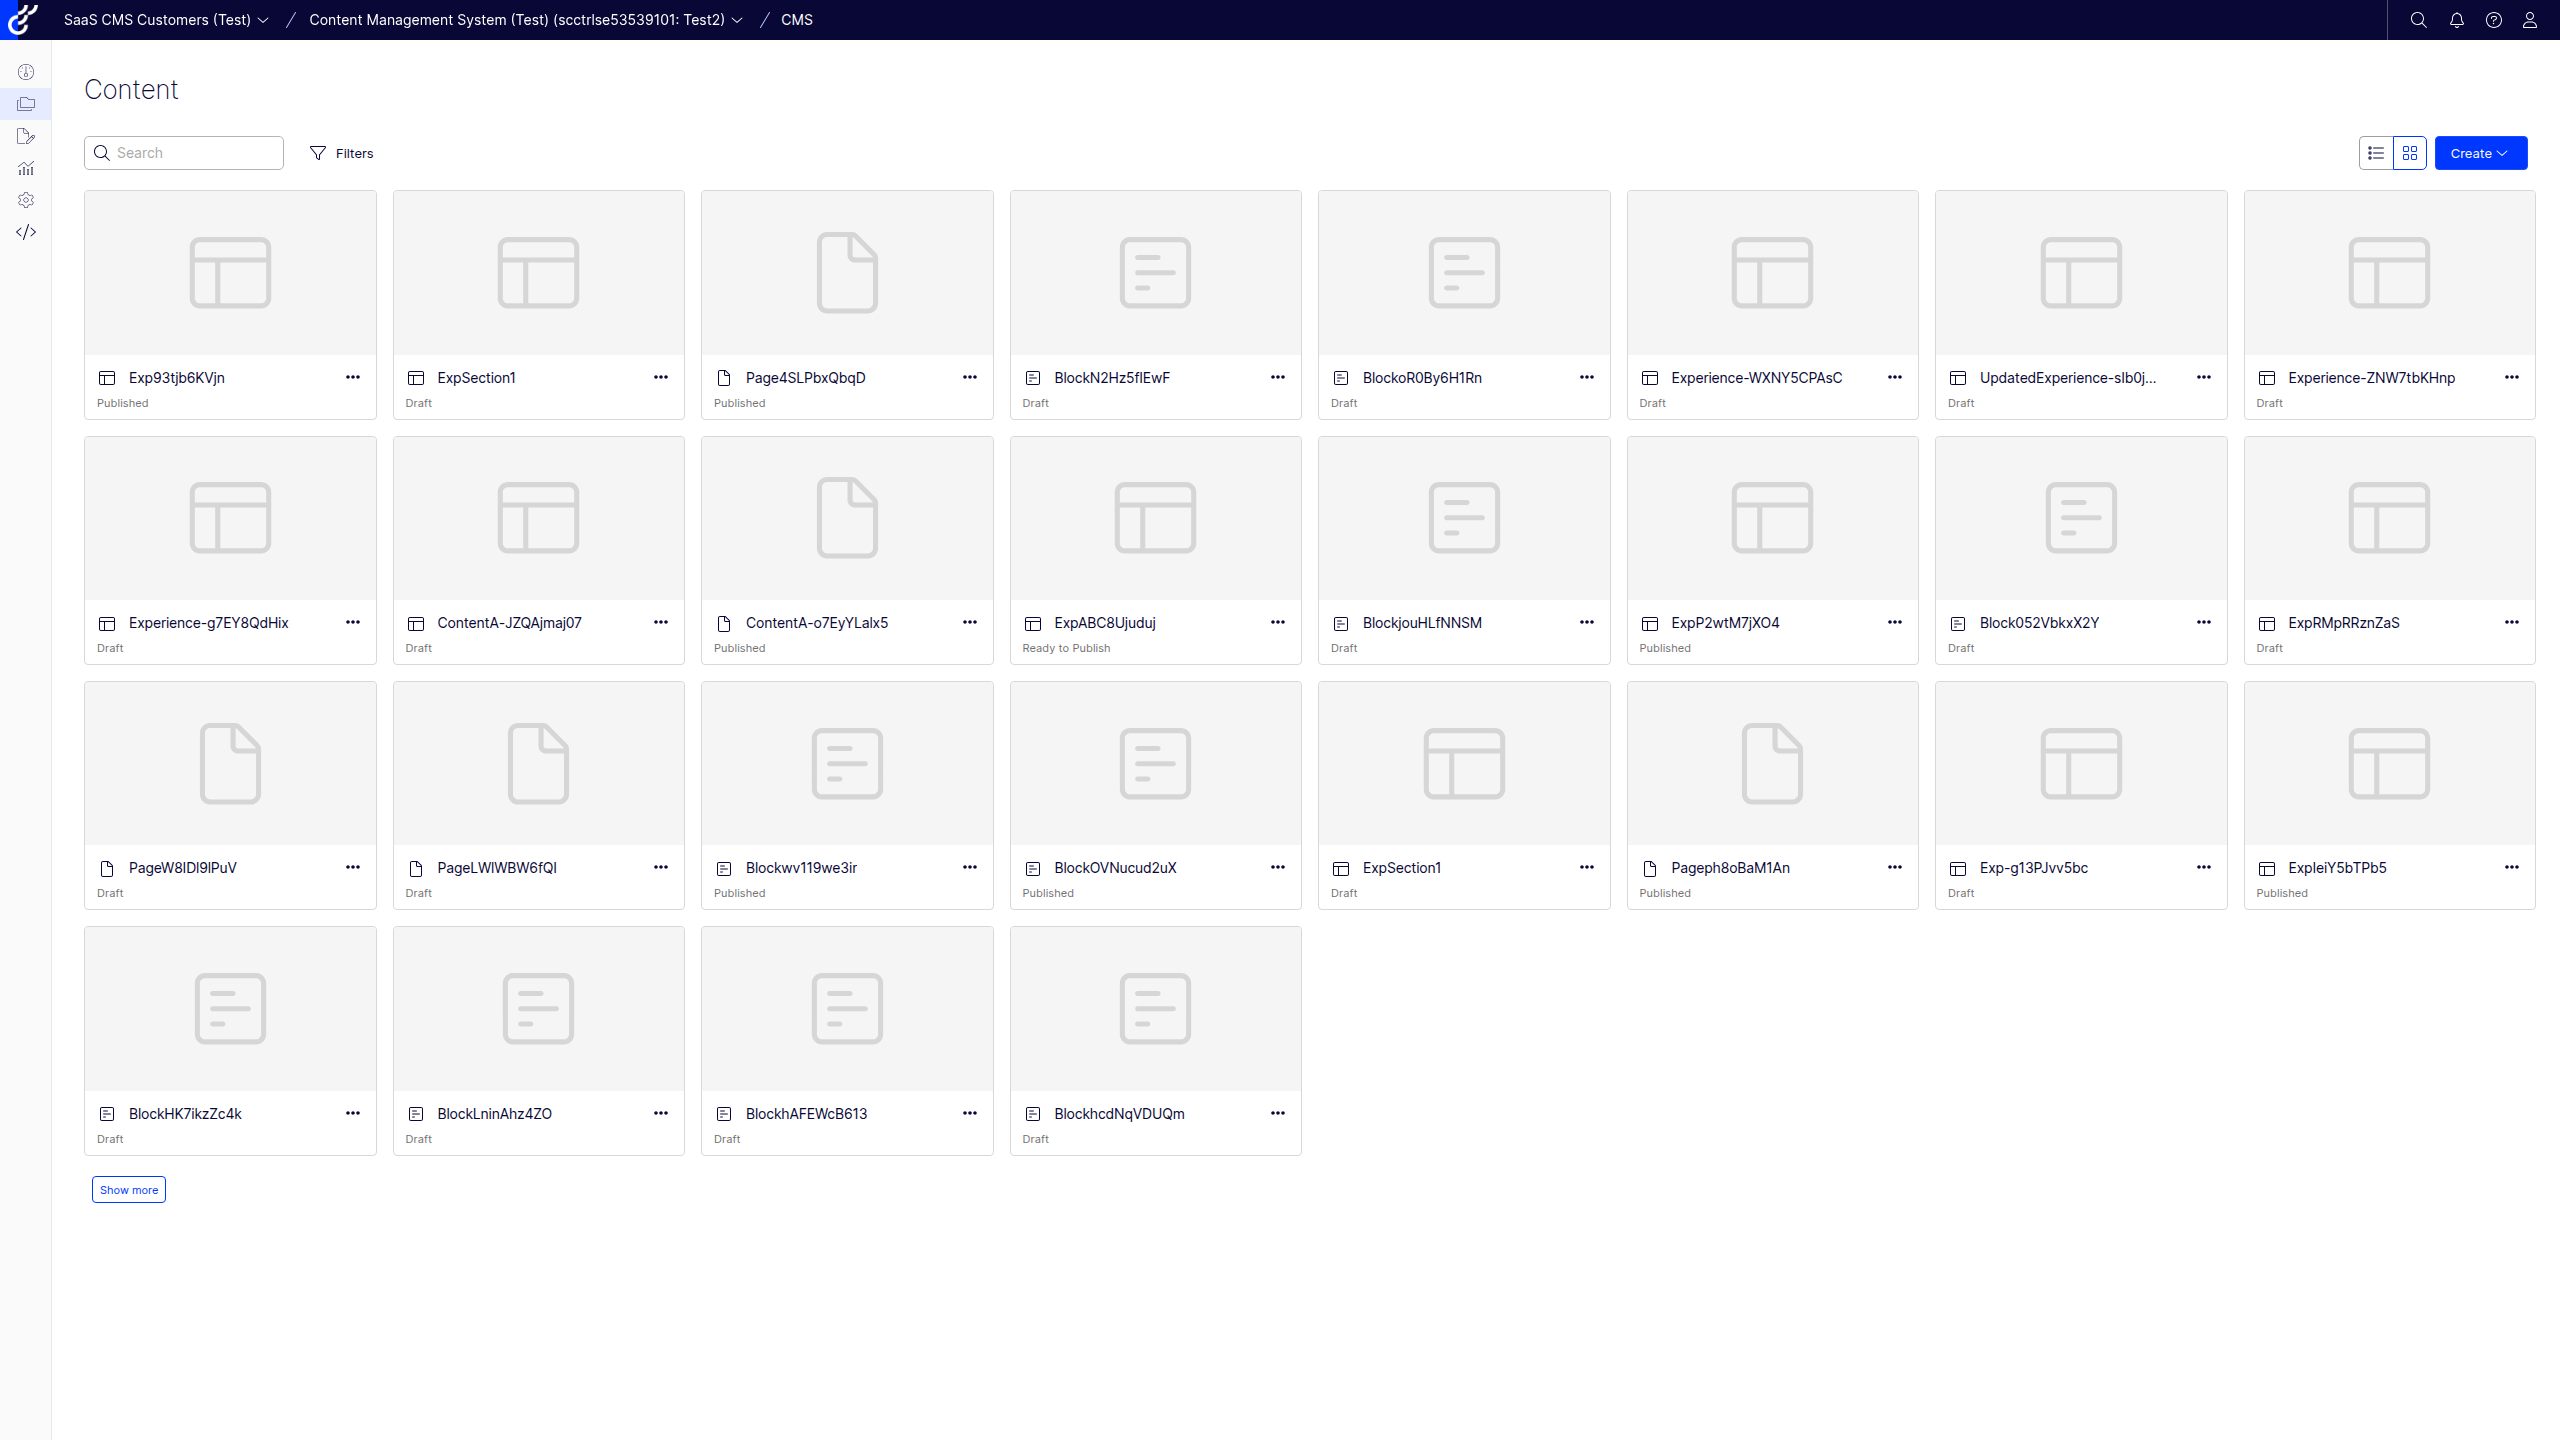 SaaS CMS Customers (Test) / Content Management System (Test) (scctrlse53539101: Test2) / CMS
Content
Search Filters Create
Exp93tjb6KVjn ExpSection1 Page4SLPbxQbqD BlockN2Hz5flEwF BlockoR0By6H1Rn Experience-WXNY5CPAsC UpdatedExperience-slb0j... Experience-ZNW7tbKHnp
Published Draft Published Draft Draft Draft Draft Draft
Experience-g7EY8QdHix ContentA-JZQAjmaj07 ContentA-o7EyYLalx5 ExpABC8Ujuduj BlockjouHLfNNSM ExpP2wtM7jXO4 Block052VbkxX2Y ExpRMpRRznZaS
Draft Draft Published Ready to Publish Draft Published Draft Draft
PageW8IDl9lPuV PageLWlWBW6fQl Blockwv119we3ir BlockOVNucud2uX ExpSection1 Pageph8oBaM1An Exp-g13PJvv5bc ExpleiY5bTPb5
Draft Draft Published Published Draft Published Draft Published
BlockHK7ikzZc4k BlockLninAhz4ZO BlockhAFEWcB613 BlockhcdNqVDUQm
Draft Draft Draft Draft
Show more